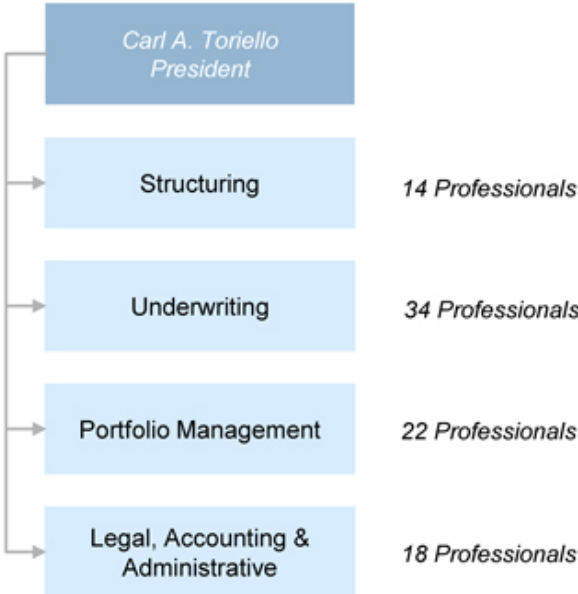 Carl A. Toriello
President
Structuring
14 Professionals
Underwriting
34 Professionals
Portfolio Management
22 Professionals
Legal, Accounting &
Administrative
18 Professionals